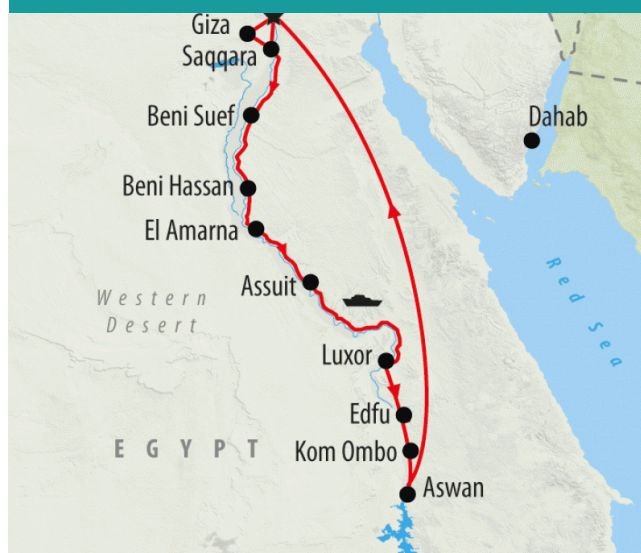 Giza
Saqqara
Beni Suef
Dahab
Beni Hassan
El Amarna
Assuit
Western
Desert
Red Sea
Luxor
Edfu
EGYPT
Kom Ombo
Aswan